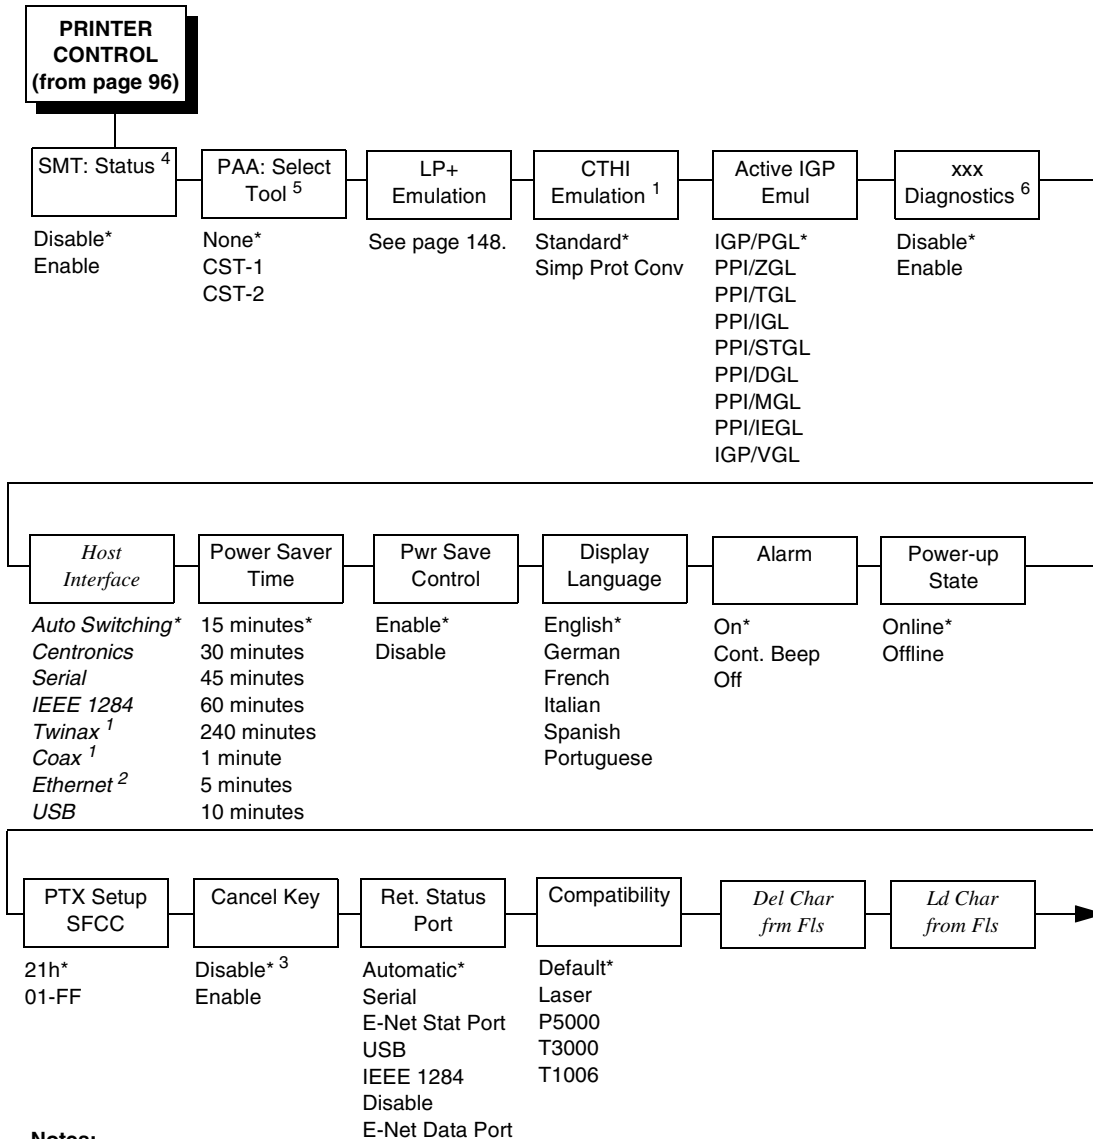 PRINTER
CONTROL
(from page 96)
SMT: Status 4
Disable*
Enable
PAA: Select
Tool 5
None*
CST-1
CST-2
LP+
Emulation
See page 148.
CTHI
Emulation 1
Standard*
Simp Prot Conv
Active IGP
Emul
IGP/PGL*
PPI/ZGL
PPI/TGL
PPI/IGL
PPI/STGL
PPI/DGL
PPI/MGL
PPI/IEGL
IGP/VGL
xxx
Diagnostics 6
Disable*
Enable
Host
Interface
Auto Switching*
Centronics
Serial
IEEE 1284
Twinax 1
Coax 1
Ethernet 2
USB
Power Saver
Time
15 minutes*
30 minutes
45 minutes
60 minutes
240 minutes
1 minute
5 minutes
10 minutes
Pwr Save
Control
Enable*
Disable
Display
Language
English*
German
French
Italian
Spanish
Portuguese
Alarm
On*
Cont. Beep
Off
Power-up
State
Online*
Offline
PTX Setup
SFCC
21h*
01-FF
Cancel Key
Disable* 3
Enable
Ret. Status
Port
Automatic*
Serial
E-Net Stat Port
USB
IEEE 1284
Disable
E-Net Data Port
Compatibility
Default*
Laser
P5000
T3000
T1006
Del Char
frm Fls
Ld Char
from Fls
Notes: